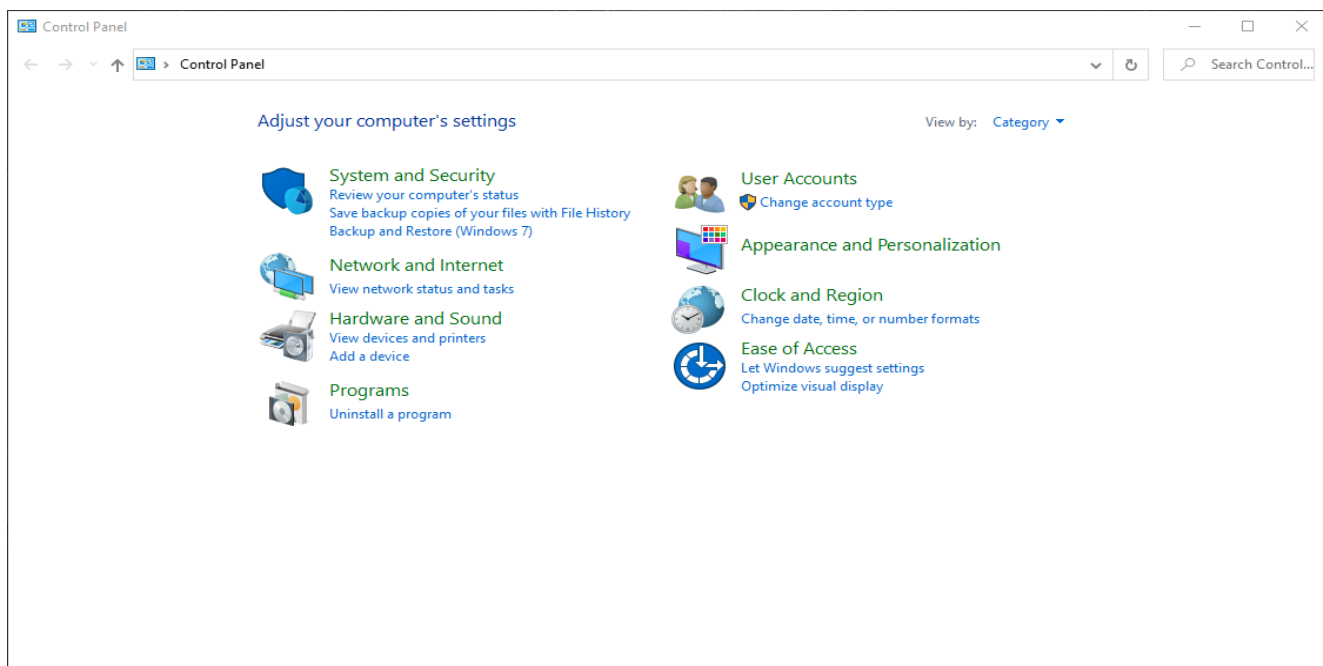 Control Panel
Control Panel
Search Control...
Adjust your computer's settings
View by: Category
System and Security
Review your computer's status
Save backup copies of your files with File History
Backup and Restore (Windows 7)
Network and Internet
View network status and tasks
Hardware and Sound
View devices and printers
Add a device
Programs
Uninstall a program
User Accounts
Change account type
Appearance and Personalization
Clock and Region
Change date, time, or number formats
Ease of Access
Let Windows suggest settings
Optimize visual display